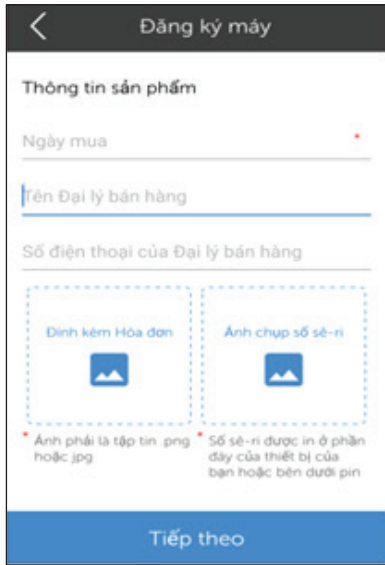 Đăng ký máy
Thông tin sản phẩm
Ngày mua *
Tên Đại lý bán hàng
Số điện thoại của Đại lý bán hàng
Đính kèm Hóa đơn
Ảnh chụp số sê-ri
* Ảnh phải là tập tin .png
hoặc jpg
* Số sê-ri được in ở phần
đáy của thiết bị của
bạn hoặc bên dưới pin
Tiếp theo